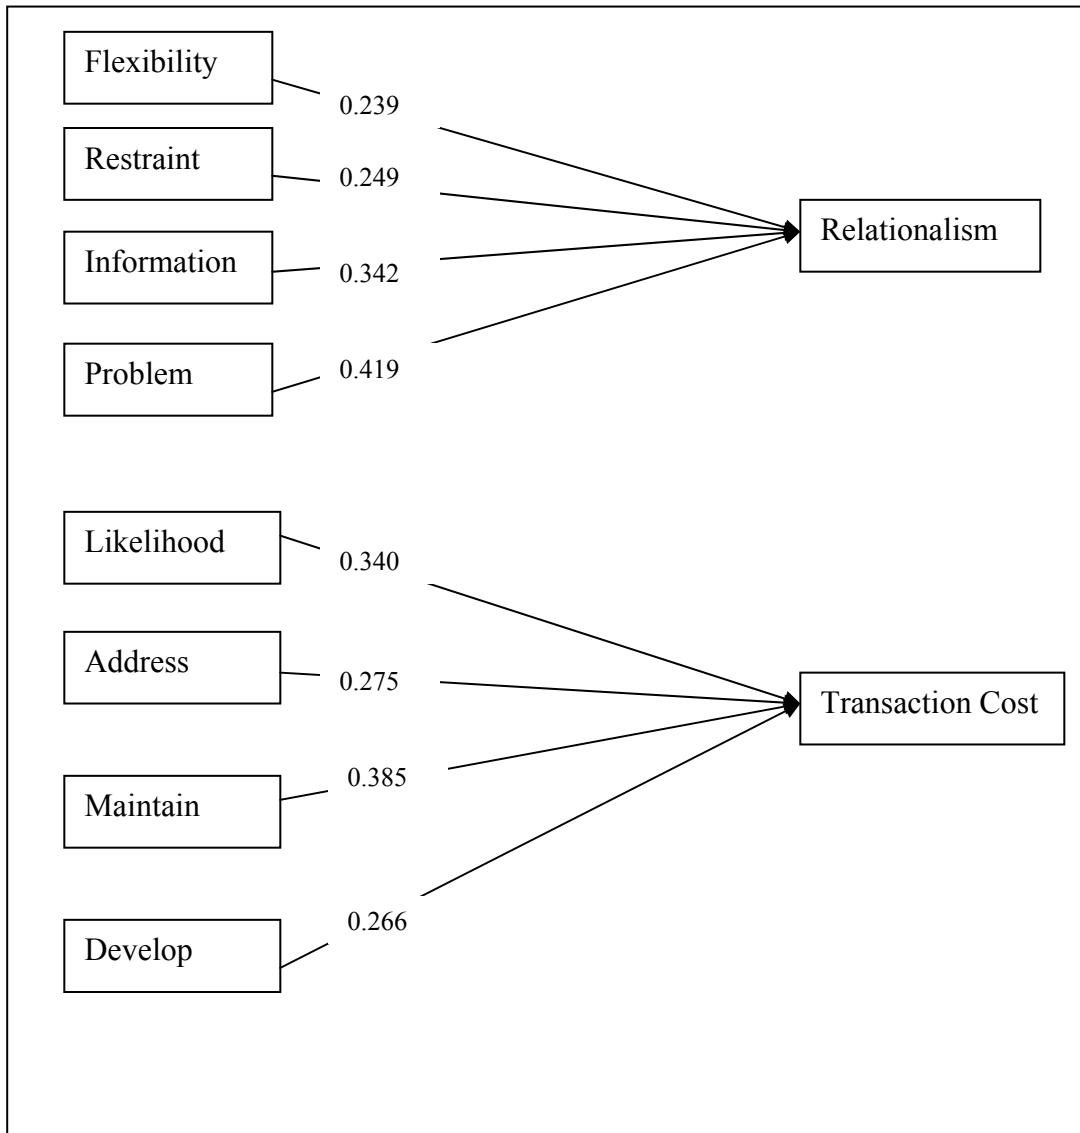 Flexibility
0.239
Restraint
0.249
Relationalism
Information
0.342
Problem
0.419
Likelihood
0.340
Address
0.275
Transaction Cost
Maintain
0.385
Develop
0.266